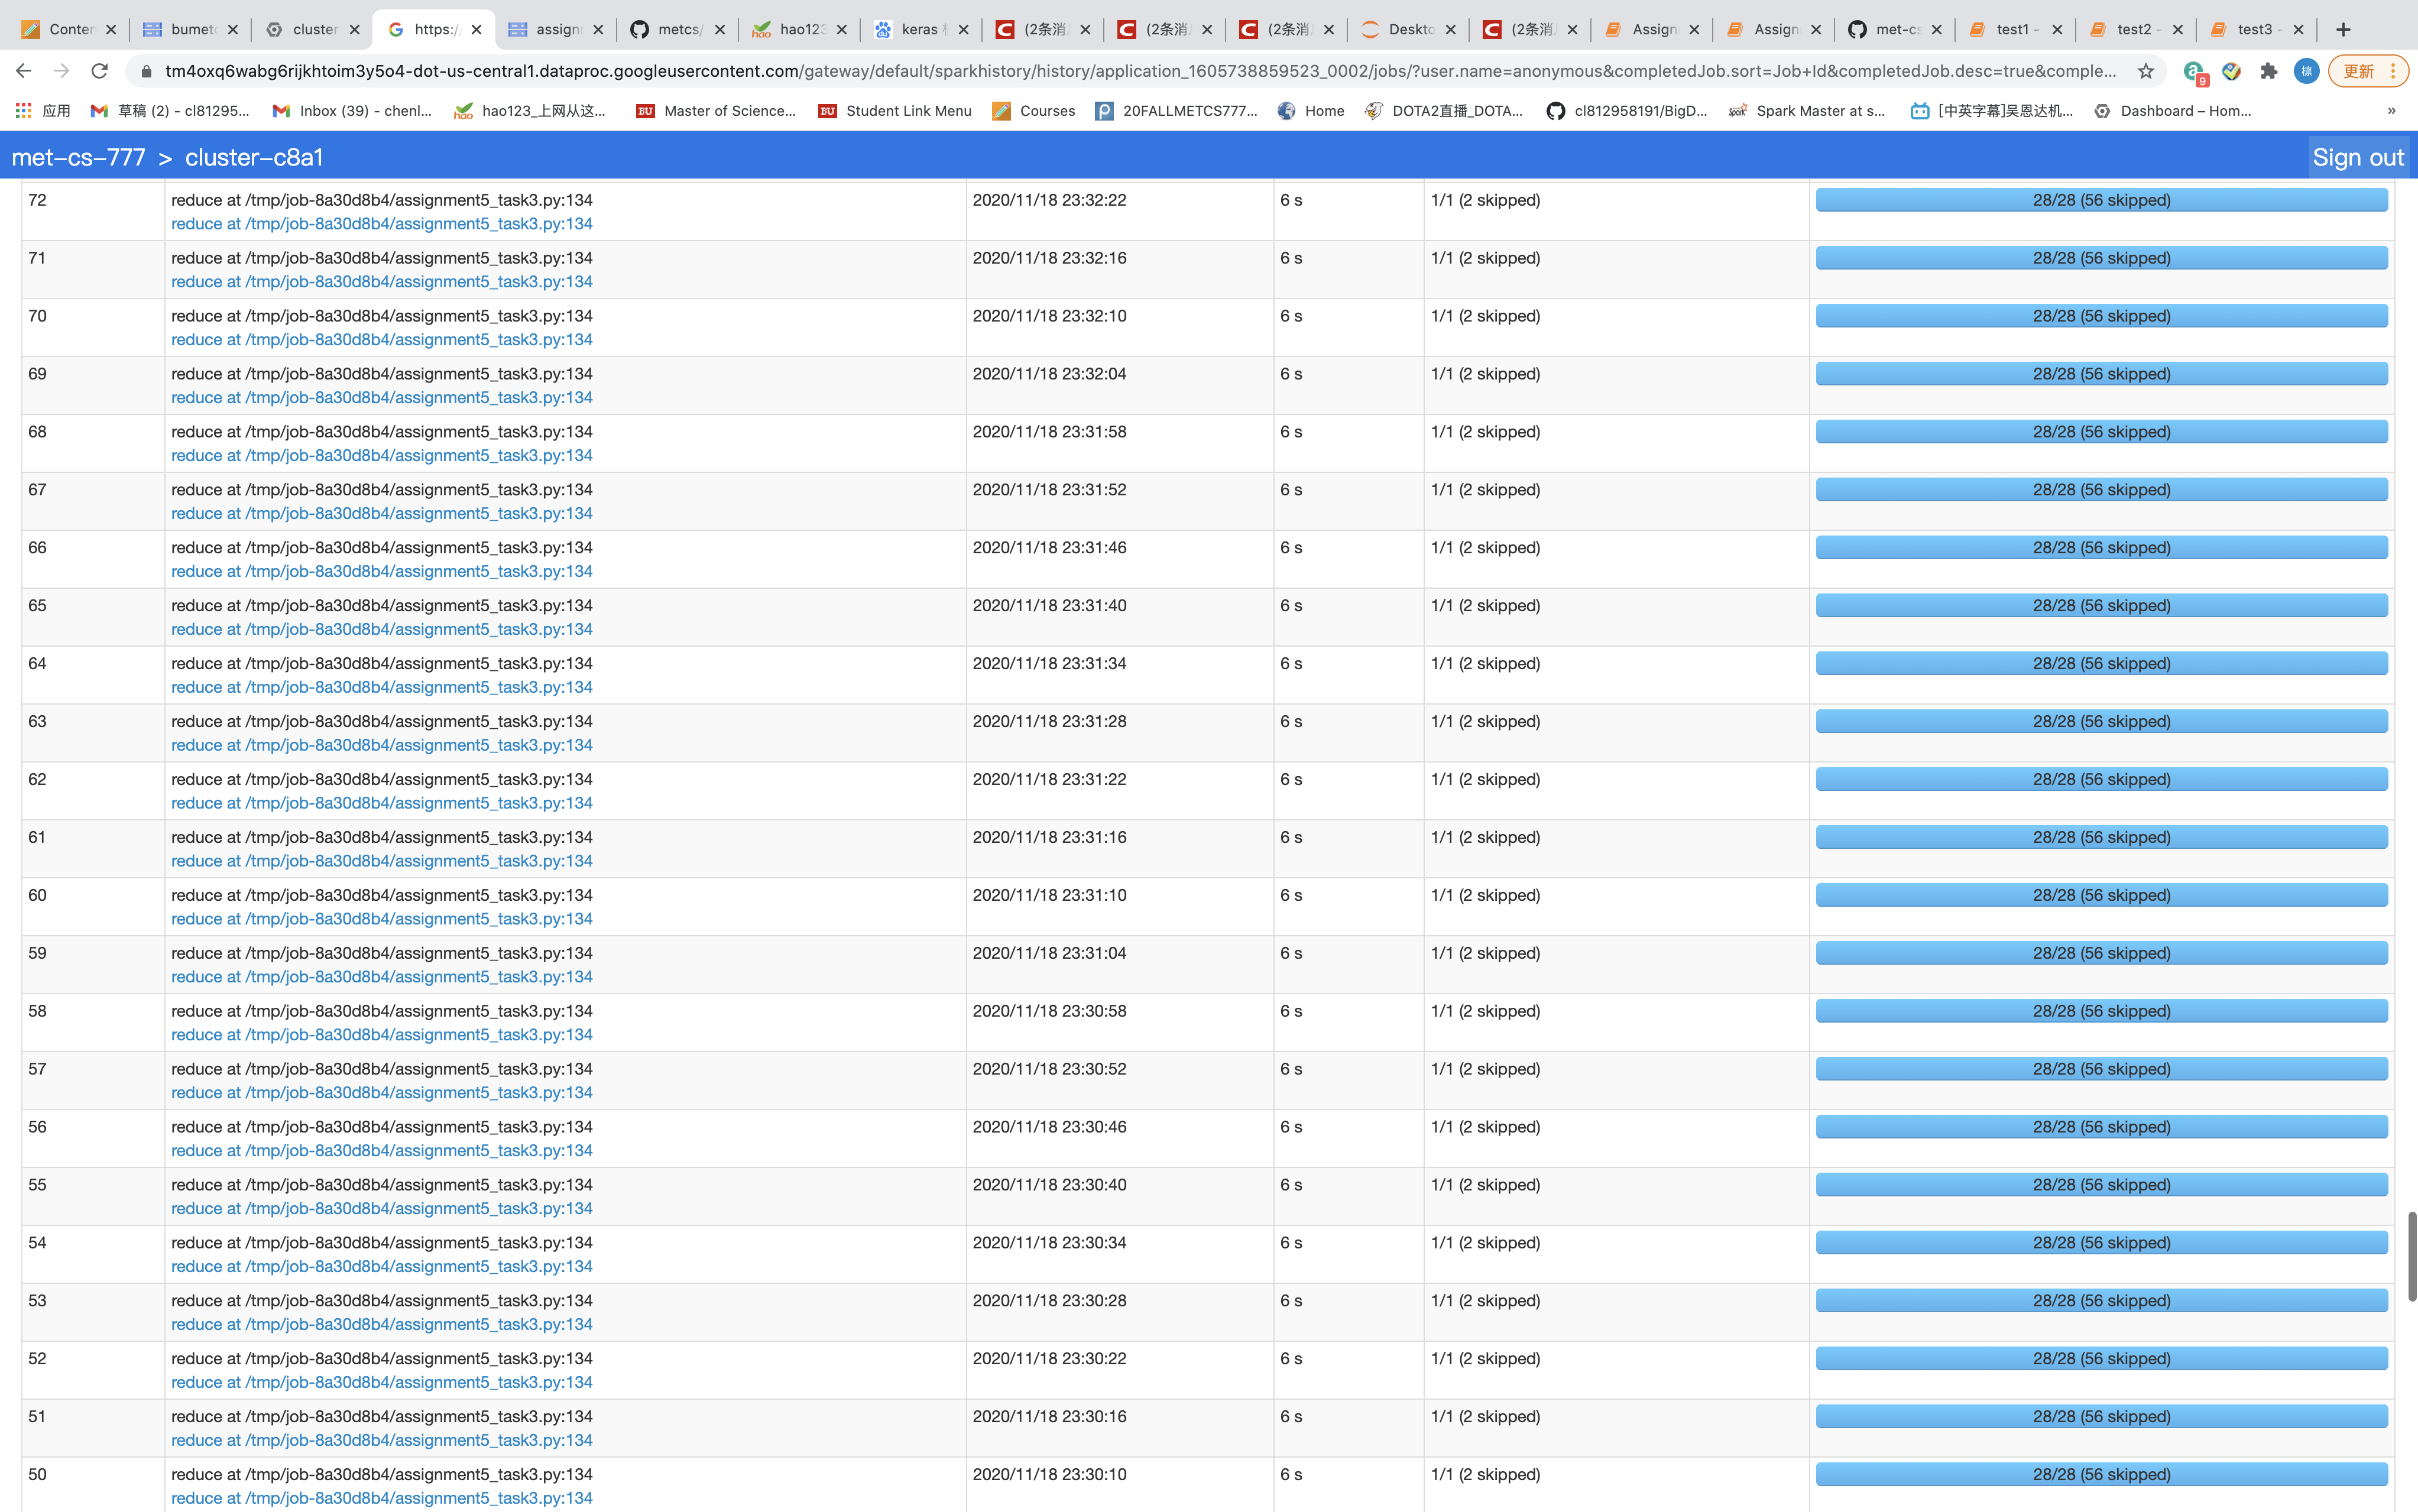 Conten bumetc cluster https:/ assignm metcs/ hao123 keras (2条消 (2条消 (2条消 Deskto (2条消 Assign Assign met-cs test1 - test2 - test3 -
tm4oxq6wabg6rijkhtoim3y5o4-dot-us-central1.dataproc.googleusercontent.com/gateway/default/sparkhistory/history/application_1605738859523_0002/jobs/?user.name=anonymous&completedJob.sort=Job+Id&completedJob.desc=true&comple... 9 標 更新
应用 草稿 (2) - cl81295... Inbox (39) - chenl... hao123_上网从这... Master of Science... Student Link Menu Courses 20FALLMETCS777... Home DOTA2直播_DOTA... cl812958191/BigD... Spark Master at s... [中英字幕]吴恩达机... Dashboard – Hom... »
met-cs-777 > cluster-c8a1 Sign out
72 reduce at /tmp/job-8a30d8b4/assignment5_task3.py:134 2020/11/18 23:32:22 6 s 1/1 (2 skipped) 28/28 (56 skipped)
reduce at /tmp/job-8a30d8b4/assignment5_task3.py:134
71 reduce at /tmp/job-8a30d8b4/assignment5_task3.py:134 2020/11/18 23:32:16 6 s 1/1 (2 skipped) 28/28 (56 skipped)
reduce at /tmp/job-8a30d8b4/assignment5_task3.py:134
70 reduce at /tmp/job-8a30d8b4/assignment5_task3.py:134 2020/11/18 23:32:10 6 s 1/1 (2 skipped) 28/28 (56 skipped)
reduce at /tmp/job-8a30d8b4/assignment5_task3.py:134
69 reduce at /tmp/job-8a30d8b4/assignment5_task3.py:134 2020/11/18 23:32:04 6 s 1/1 (2 skipped) 28/28 (56 skipped)
reduce at /tmp/job-8a30d8b4/assignment5_task3.py:134
68 reduce at /tmp/job-8a30d8b4/assignment5_task3.py:134 2020/11/18 23:31:58 6 s 1/1 (2 skipped) 28/28 (56 skipped)
reduce at /tmp/job-8a30d8b4/assignment5_task3.py:134
67 reduce at /tmp/job-8a30d8b4/assignment5_task3.py:134 2020/11/18 23:31:52 6 s 1/1 (2 skipped) 28/28 (56 skipped)
reduce at /tmp/job-8a30d8b4/assignment5_task3.py:134
66 reduce at /tmp/job-8a30d8b4/assignment5_task3.py:134 2020/11/18 23:31:46 6 s 1/1 (2 skipped) 28/28 (56 skipped)
reduce at /tmp/job-8a30d8b4/assignment5_task3.py:134
65 reduce at /tmp/job-8a30d8b4/assignment5_task3.py:134 2020/11/18 23:31:40 6 s 1/1 (2 skipped) 28/28 (56 skipped)
reduce at /tmp/job-8a30d8b4/assignment5_task3.py:134
64 reduce at /tmp/job-8a30d8b4/assignment5_task3.py:134 2020/11/18 23:31:34 6 s 1/1 (2 skipped) 28/28 (56 skipped)
reduce at /tmp/job-8a30d8b4/assignment5_task3.py:134
63 reduce at /tmp/job-8a30d8b4/assignment5_task3.py:134 2020/11/18 23:31:28 6 s 1/1 (2 skipped) 28/28 (56 skipped)
reduce at /tmp/job-8a30d8b4/assignment5_task3.py:134
62 reduce at /tmp/job-8a30d8b4/assignment5_task3.py:134 2020/11/18 23:31:22 6 s 1/1 (2 skipped) 28/28 (56 skipped)
reduce at /tmp/job-8a30d8b4/assignment5_task3.py:134
61 reduce at /tmp/job-8a30d8b4/assignment5_task3.py:134 2020/11/18 23:31:16 6 s 1/1 (2 skipped) 28/28 (56 skipped)
reduce at /tmp/job-8a30d8b4/assignment5_task3.py:134
60 reduce at /tmp/job-8a30d8b4/assignment5_task3.py:134 2020/11/18 23:31:10 6 s 1/1 (2 skipped) 28/28 (56 skipped)
reduce at /tmp/job-8a30d8b4/assignment5_task3.py:134
59 reduce at /tmp/job-8a30d8b4/assignment5_task3.py:134 2020/11/18 23:31:04 6 s 1/1 (2 skipped) 28/28 (56 skipped)
reduce at /tmp/job-8a30d8b4/assignment5_task3.py:134
58 reduce at /tmp/job-8a30d8b4/assignment5_task3.py:134 2020/11/18 23:30:58 6 s 1/1 (2 skipped) 28/28 (56 skipped)
reduce at /tmp/job-8a30d8b4/assignment5_task3.py:134
57 reduce at /tmp/job-8a30d8b4/assignment5_task3.py:134 2020/11/18 23:30:52 6 s 1/1 (2 skipped) 28/28 (56 skipped)
reduce at /tmp/job-8a30d8b4/assignment5_task3.py:134
56 reduce at /tmp/job-8a30d8b4/assignment5_task3.py:134 2020/11/18 23:30:46 6 s 1/1 (2 skipped) 28/28 (56 skipped)
reduce at /tmp/job-8a30d8b4/assignment5_task3.py:134
55 reduce at /tmp/job-8a30d8b4/assignment5_task3.py:134 2020/11/18 23:30:40 6 s 1/1 (2 skipped) 28/28 (56 skipped)
reduce at /tmp/job-8a30d8b4/assignment5_task3.py:134
54 reduce at /tmp/job-8a30d8b4/assignment5_task3.py:134 2020/11/18 23:30:34 6 s 1/1 (2 skipped) 28/28 (56 skipped)
reduce at /tmp/job-8a30d8b4/assignment5_task3.py:134
53 reduce at /tmp/job-8a30d8b4/assignment5_task3.py:134 2020/11/18 23:30:28 6 s 1/1 (2 skipped) 28/28 (56 skipped)
reduce at /tmp/job-8a30d8b4/assignment5_task3.py:134
52 reduce at /tmp/job-8a30d8b4/assignment5_task3.py:134 2020/11/18 23:30:22 6 s 1/1 (2 skipped) 28/28 (56 skipped)
reduce at /tmp/job-8a30d8b4/assignment5_task3.py:134
51 reduce at /tmp/job-8a30d8b4/assignment5_task3.py:134 2020/11/18 23:30:16 6 s 1/1 (2 skipped) 28/28 (56 skipped)
reduce at /tmp/job-8a30d8b4/assignment5_task3.py:134
50 reduce at /tmp/job-8a30d8b4/assignment5_task3.py:134 2020/11/18 23:30:10 6 s 1/1 (2 skipped) 28/28 (56 skipped)
reduce at /tmp/job-8a30d8b4/assignment5_task3.py:134